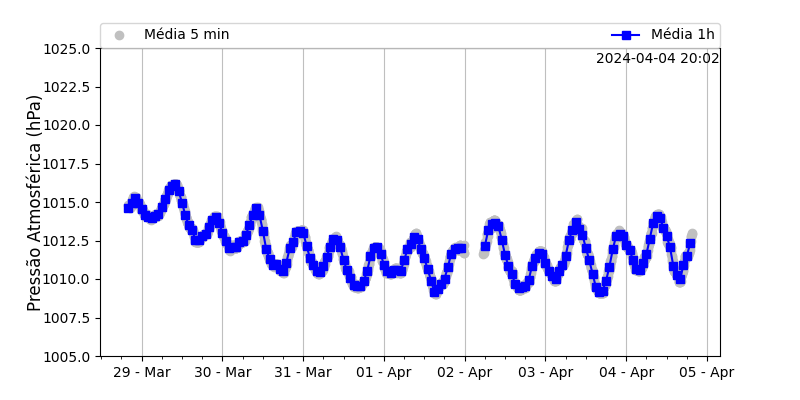 Média 5 min
Média 1h
2024-04-04 20:02
Pressão Atmosférica (hPa)
1025.0
1022.5
1020.0
1017.5
1015.0
1012.5
1010.0
1007.5
1005.0
29 - Mar
30 - Mar
31 - Mar
01 - Apr
02 - Apr
03 - Apr
04 - Apr
05 - Apr